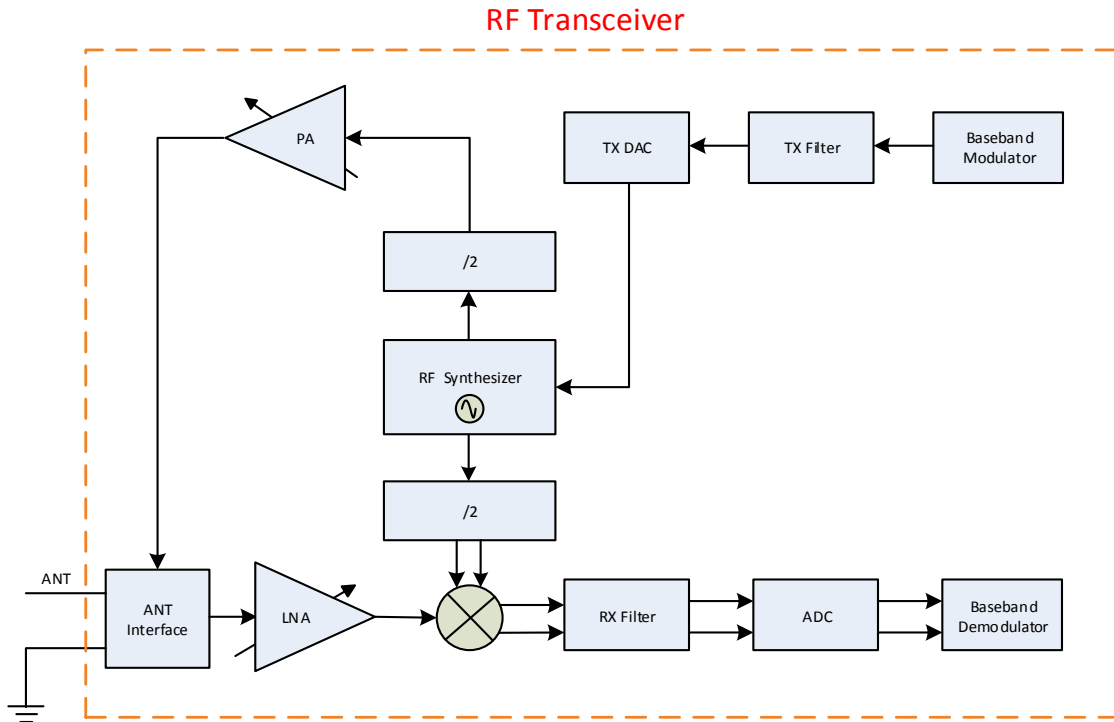 RF Transceiver
PA
TX DAC
TX Filter
Baseband
Modulator
/2
RF Synthesizer
/2
ANT
ANT
Interface
LNA
RX Filter
ADC
Baseband
Demodulator